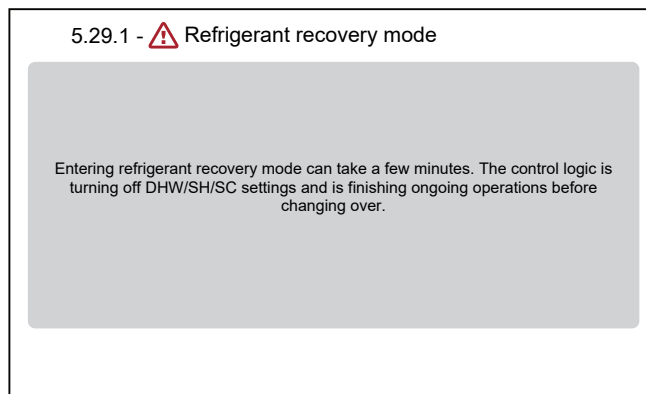 5.29.1 - Refrigerant recovery mode
Entering refrigerant recovery mode can take a few minutes. The control logic is
turning off DHW/SH/SC settings and is finishing ongoing operations before
changing over.